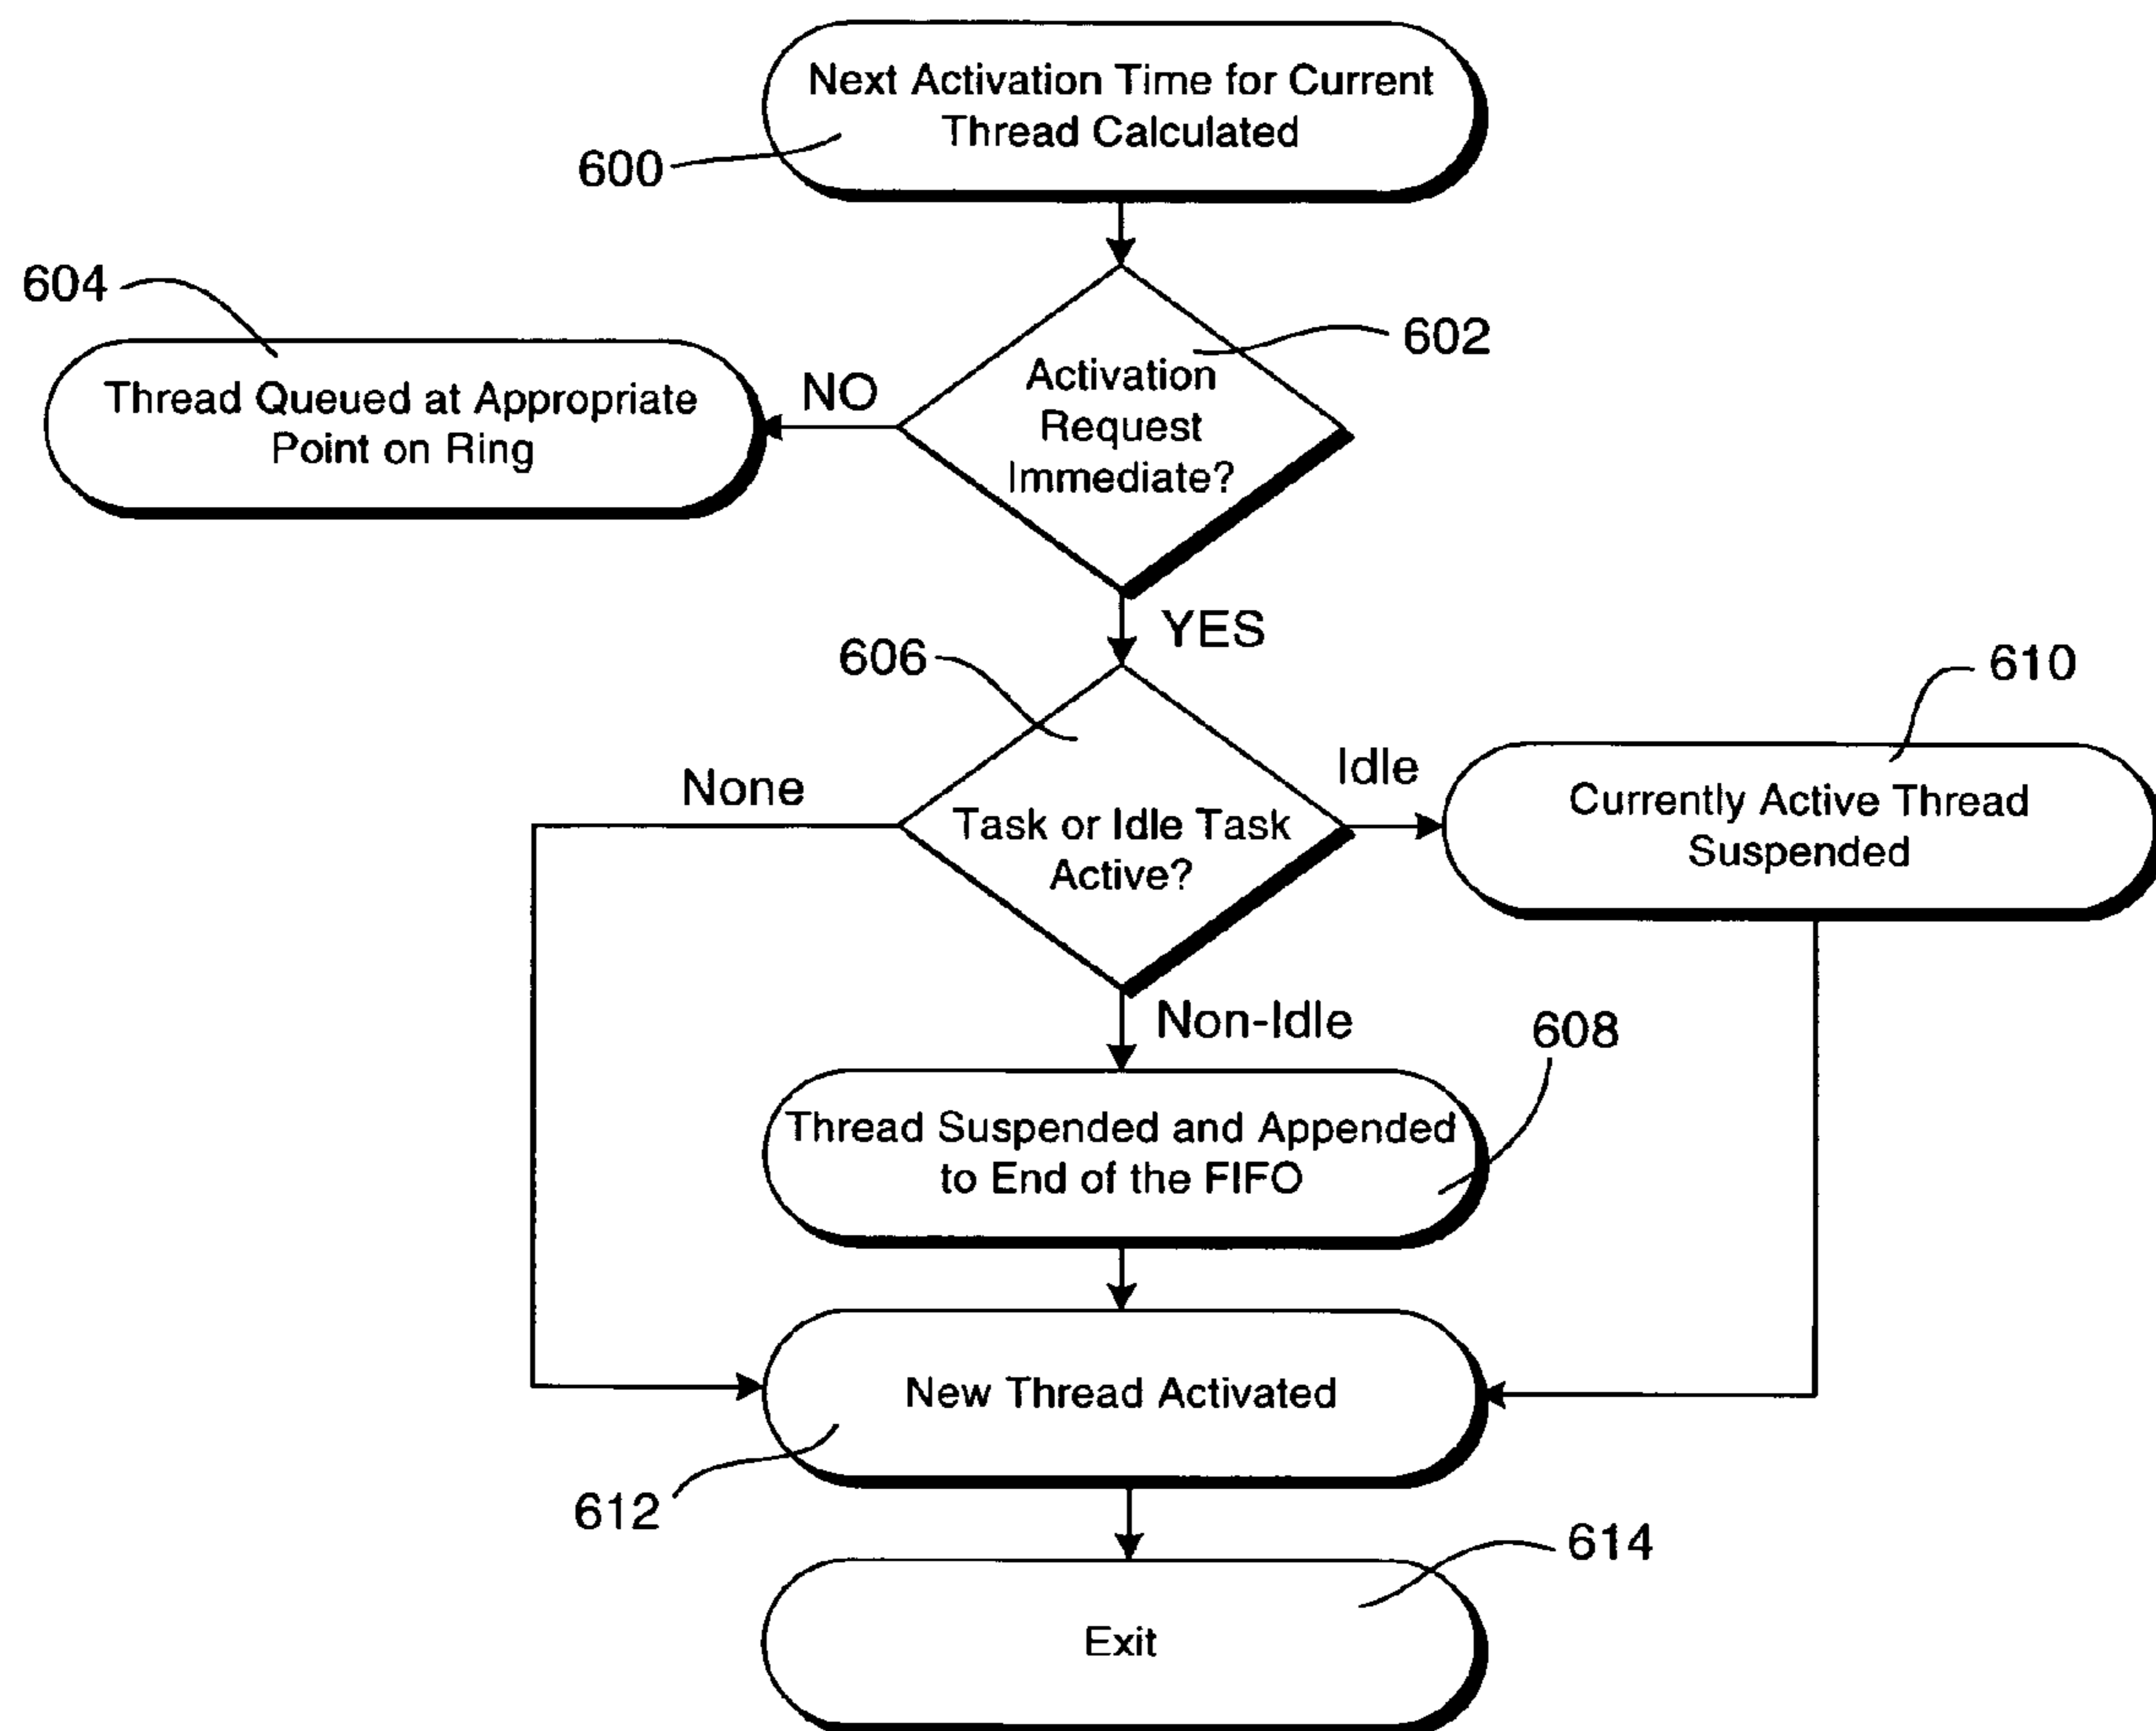 Next Activation Time for Current
Thread Calculated
600
604
602
Activation
Request
Immediate?
NO
Thread Queued at Appropriate
Point on Ring
YES
606
610
None
Idle
Task or Idle Task
Active?
Currently Active Thread
Suspended
Non-Idle
608
Thread Suspended and Appended
to End of the FIFO
New Thread Activated
612
614
Exit